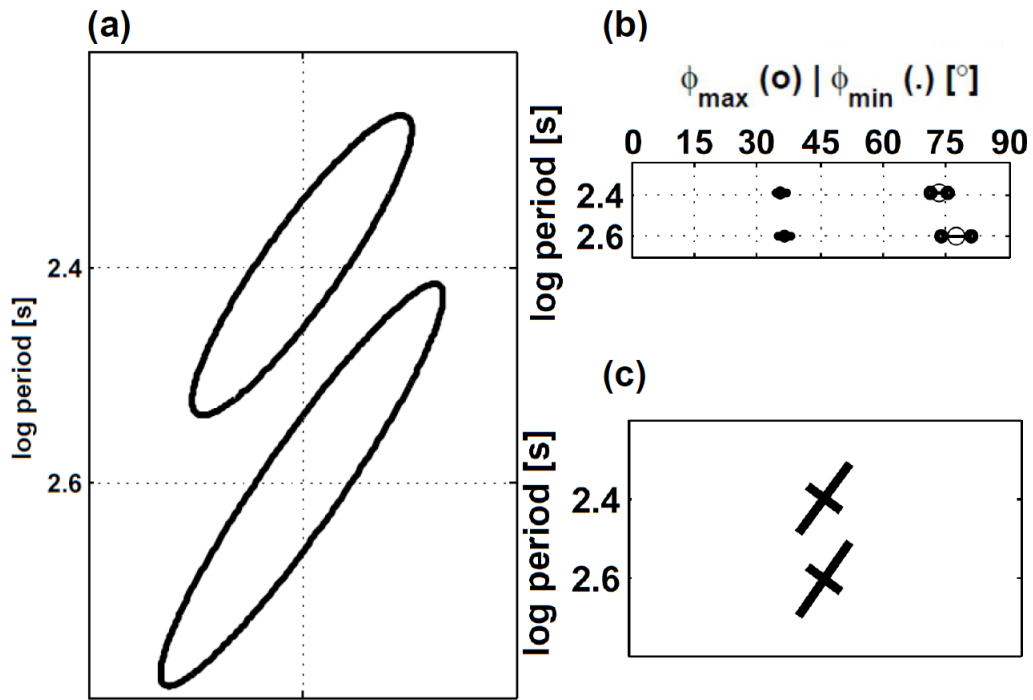 (a)
log period [s]
2.4
2.6
(b)
ϕmax (o) | ϕmin (.) [°]
0 15 30 45 60 75 90
log period [s]
2.4
2.6
(c)
log period [s]
2.4
2.6